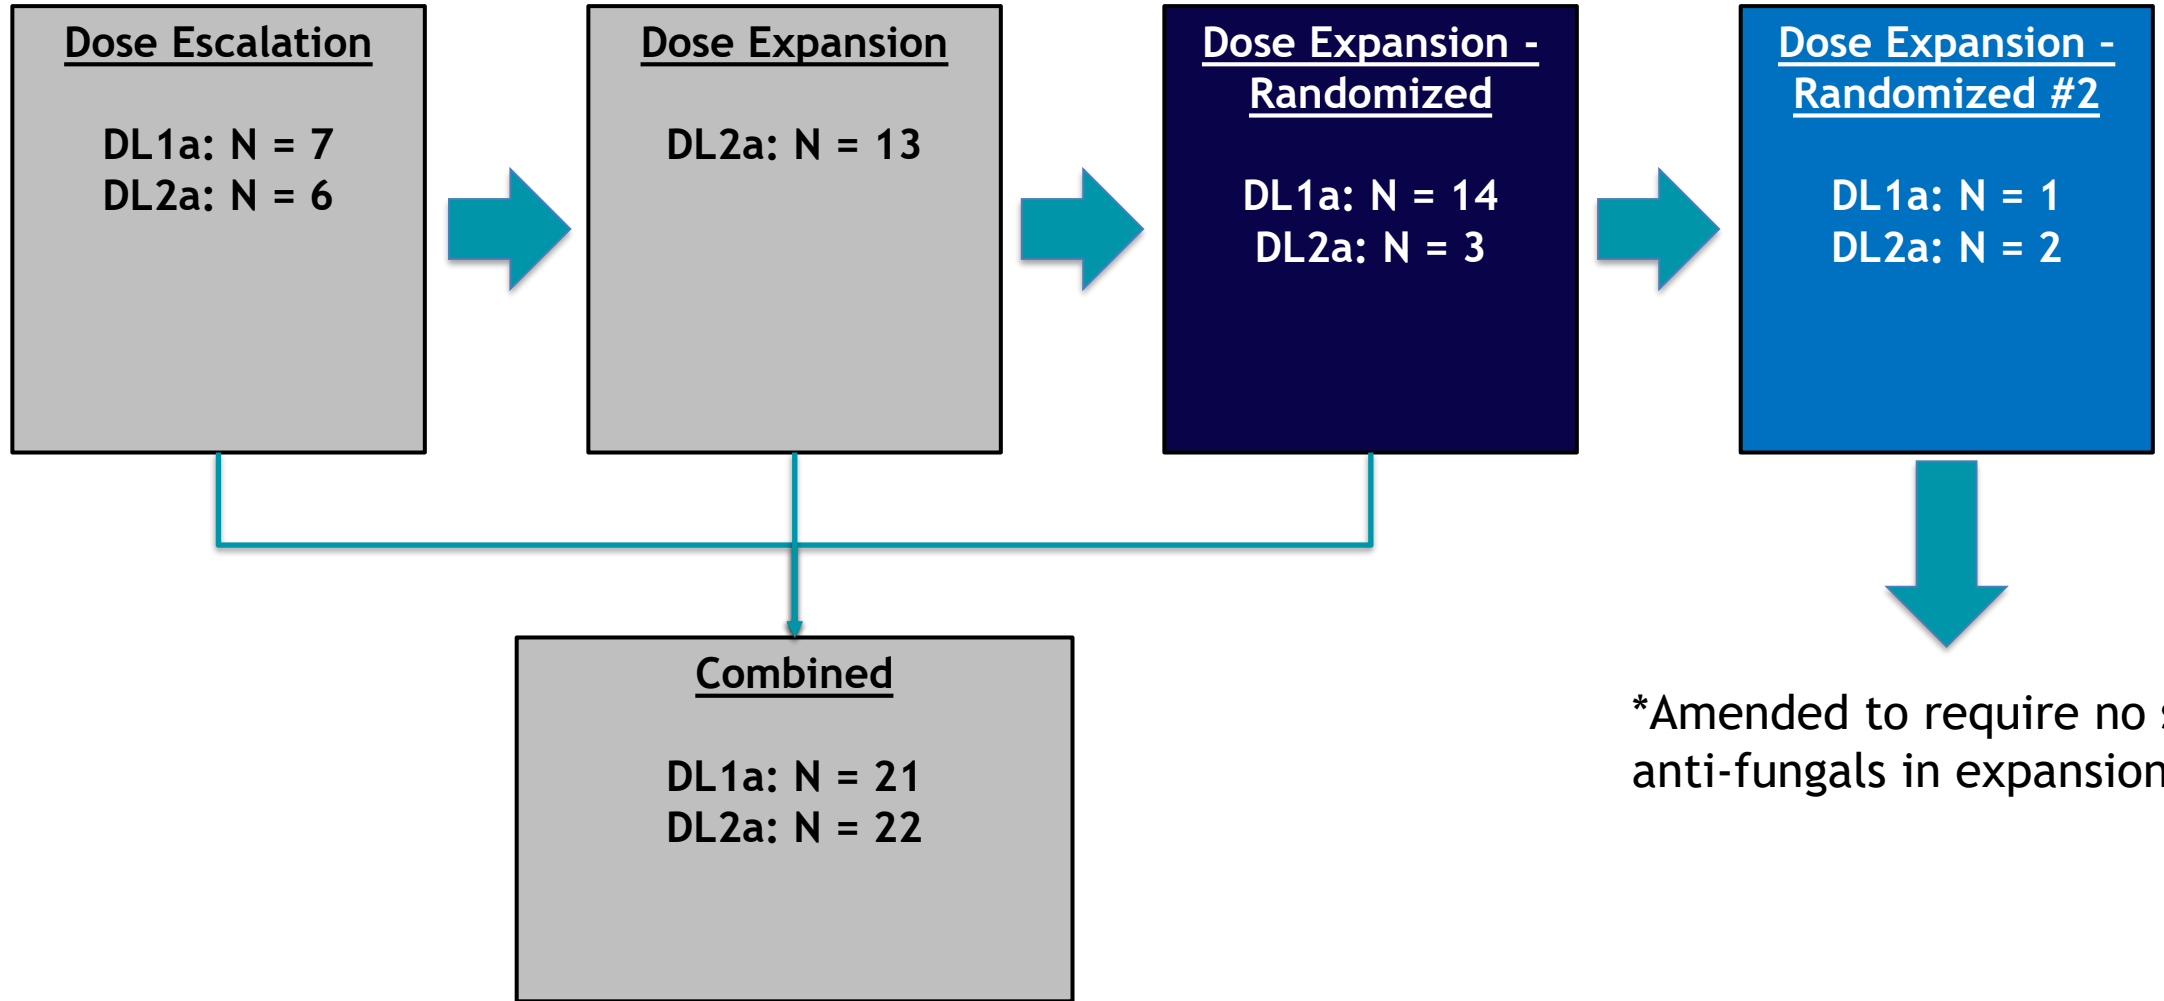 Dose Escalation
DL1a: N = 7
DL2a: N = 6
Dose Expansion
DL2a: N = 13
Dose Expansion -
Randomized
DL1a: N = 14
DL2a: N = 3
Dose Expansion –
Randomized #2
DL1a: N = 1
DL2a: N = 2
Combined
DL1a: N = 21
DL2a: N = 22
*Amended to require no
anti-fungals in expansion